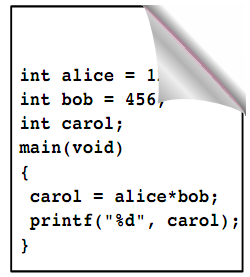 int alice = 1
int bob = 456,
int carol;
main(void)
{
carol = alice*bob;
printf("%d", carol);
}